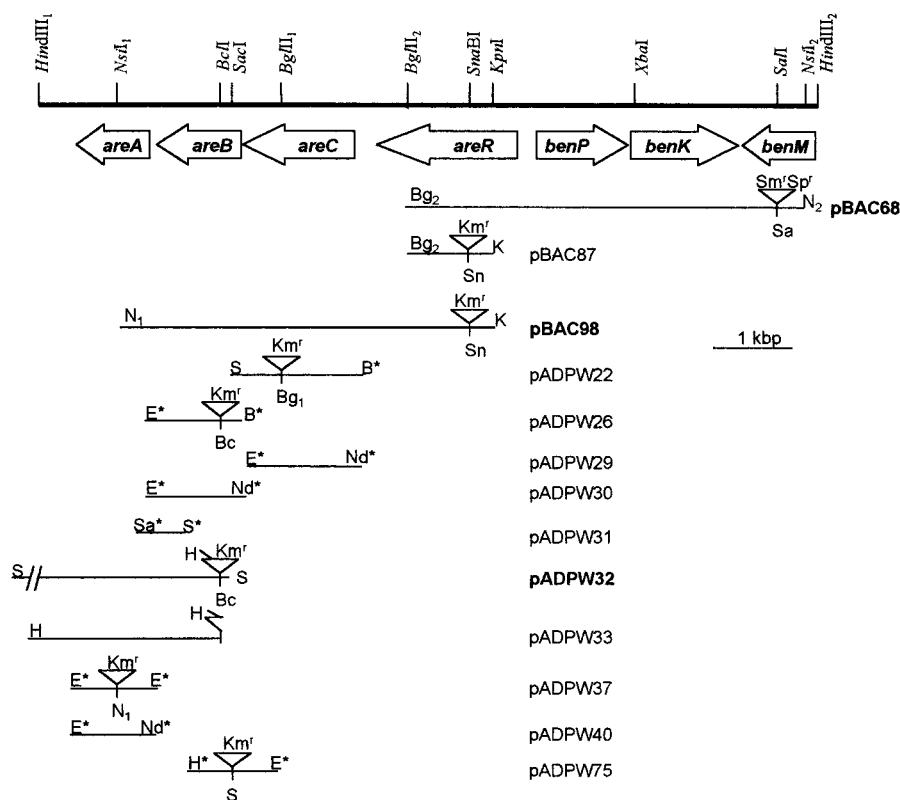 HindIII₁ NsiI₁ BclI SacI BglII₁ BglII₂ SnaBI KpnI XbaI SalI NsiI₂ HindIII₂
areA areB areC areR benP benK benM
SmʳSpʳ
Bg₂ N₂ pBAC68
Sa
Kmʳ
Bg₂ K pBAC87
Sn
Kmʳ
N₁ K pBAC98
Sn
1 kbp
Kmʳ
S B* pADPW22
Bg₁
Kmʳ
E* B* pADPW26
Bc
E* Nd* pADPW29
E* Nd* pADPW30
Sa* S* pADPW31
H Kmʳ
S S pADPW32
Bc
H
H pADPW33
Kmʳ
E* E* pADPW37
N₁
E* Nd* pADPW40
Kmʳ
H* E* pADPW75
S